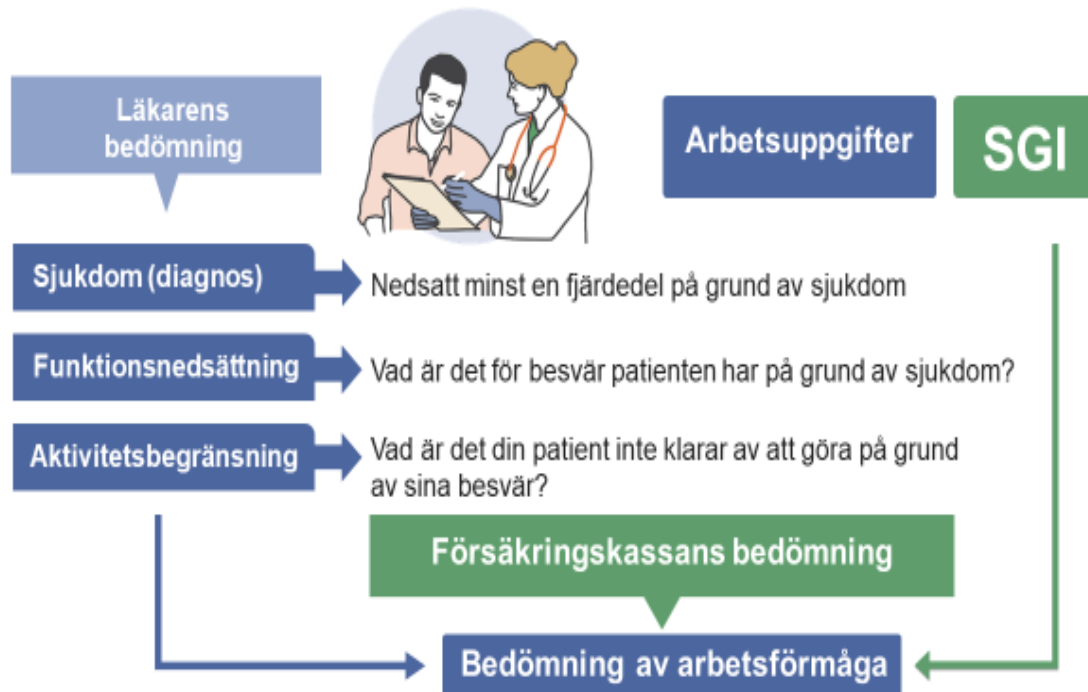 Läkarens
bedömning
Arbetsuppgifter
SGI
Sjukdom (diagnos)
Nedsatt minst en fjärdedel på grund av sjukdom
Funktionsnedsättning
Vad är det för besvär patienten har på grund av sjukdom?
Aktivitetsbegränsning
Vad är det din patient inte klarar av att göra på grund
av sina besvär?
Försäkringskassans bedömning
Bedömning av arbetsförmåga